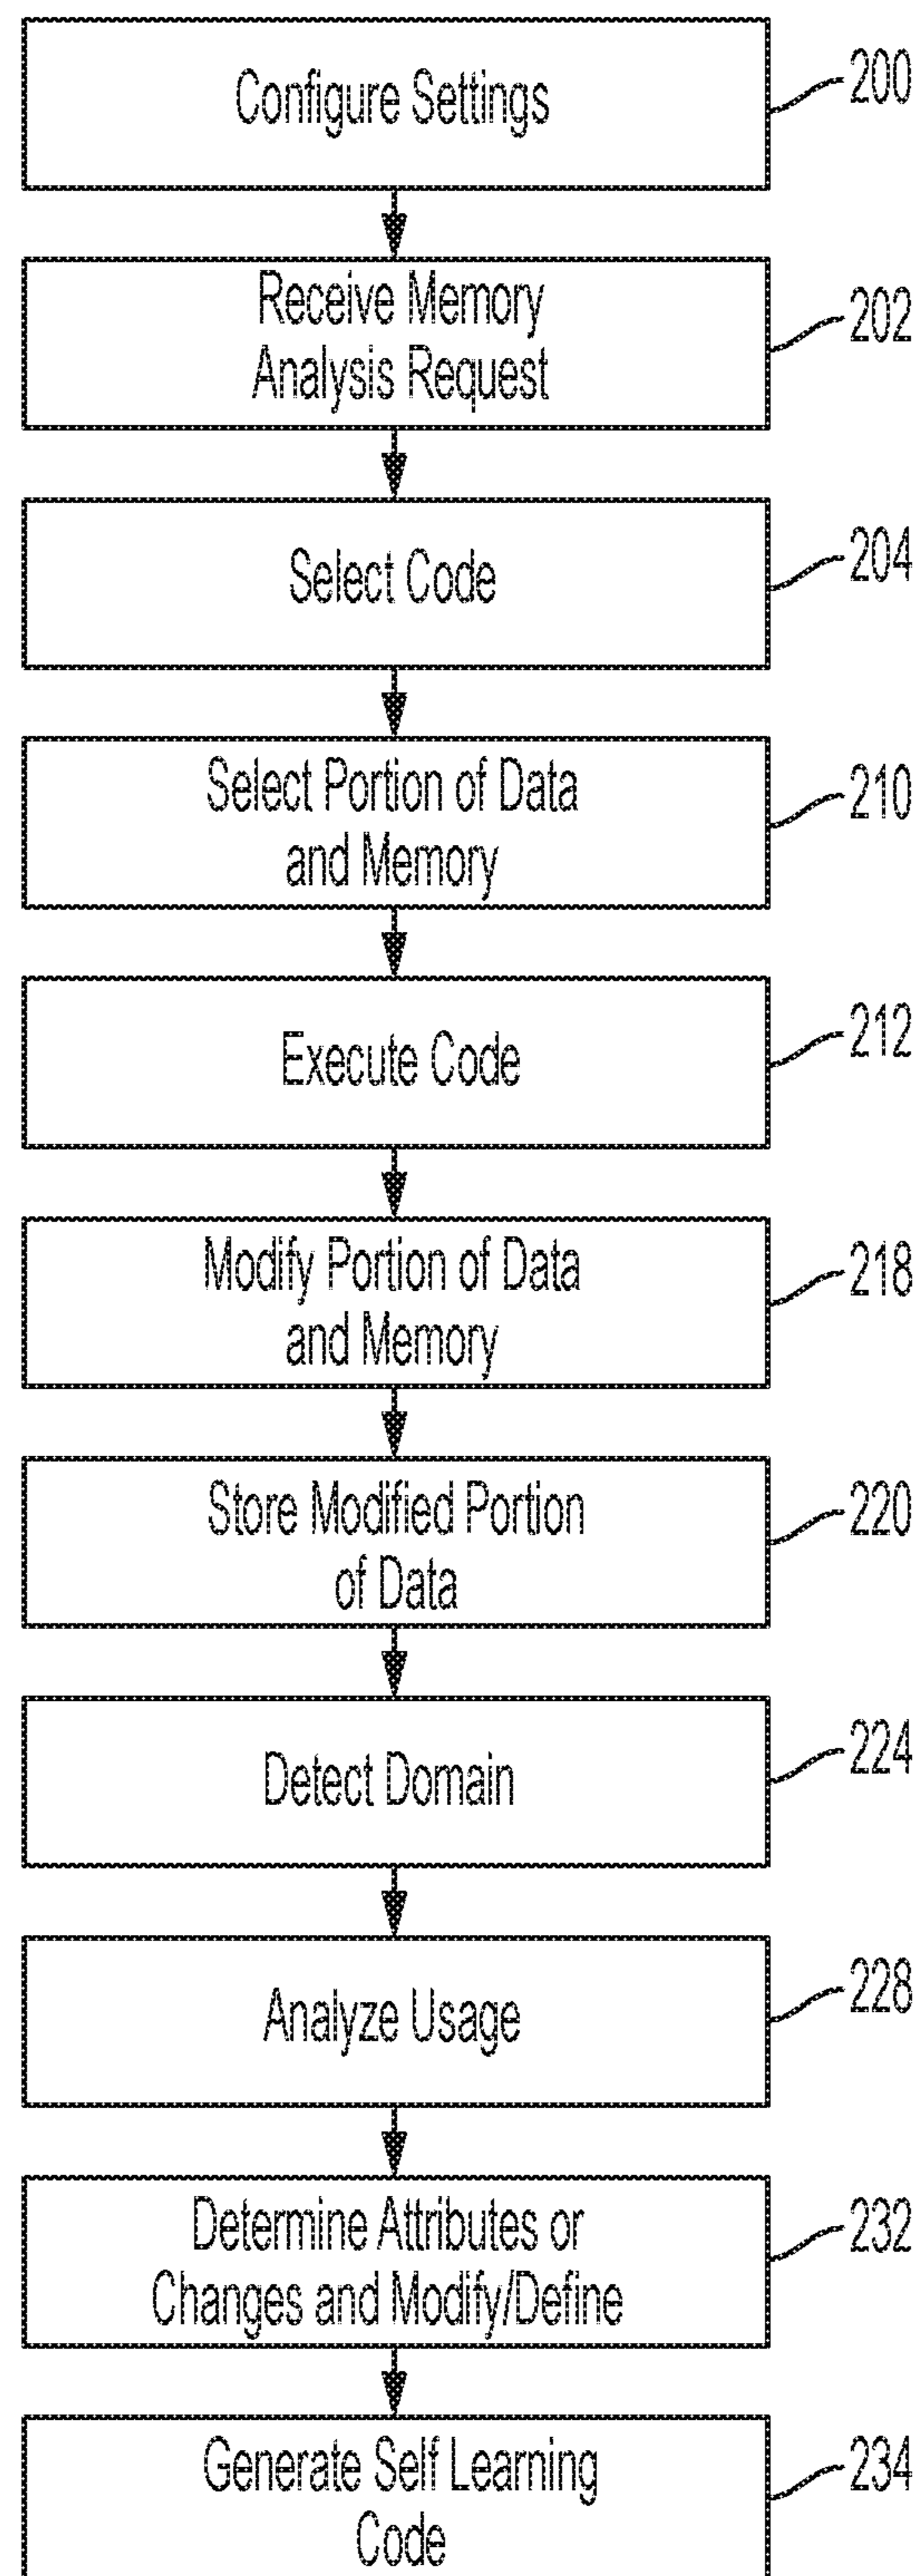 Configure Settings
200
Receive Memory
Analysis Request
202
Select Code
204
Select Portion of Data
and Memory
210
Execute Code
212
Modify Portion of Data
and Memory
218
Store Modified Portion
of Data
220
Detect Domain
224
Analyze Usage
228
Determine Attributes or
Changes and Modify/Define
232
Generate Self Learning
Code
234